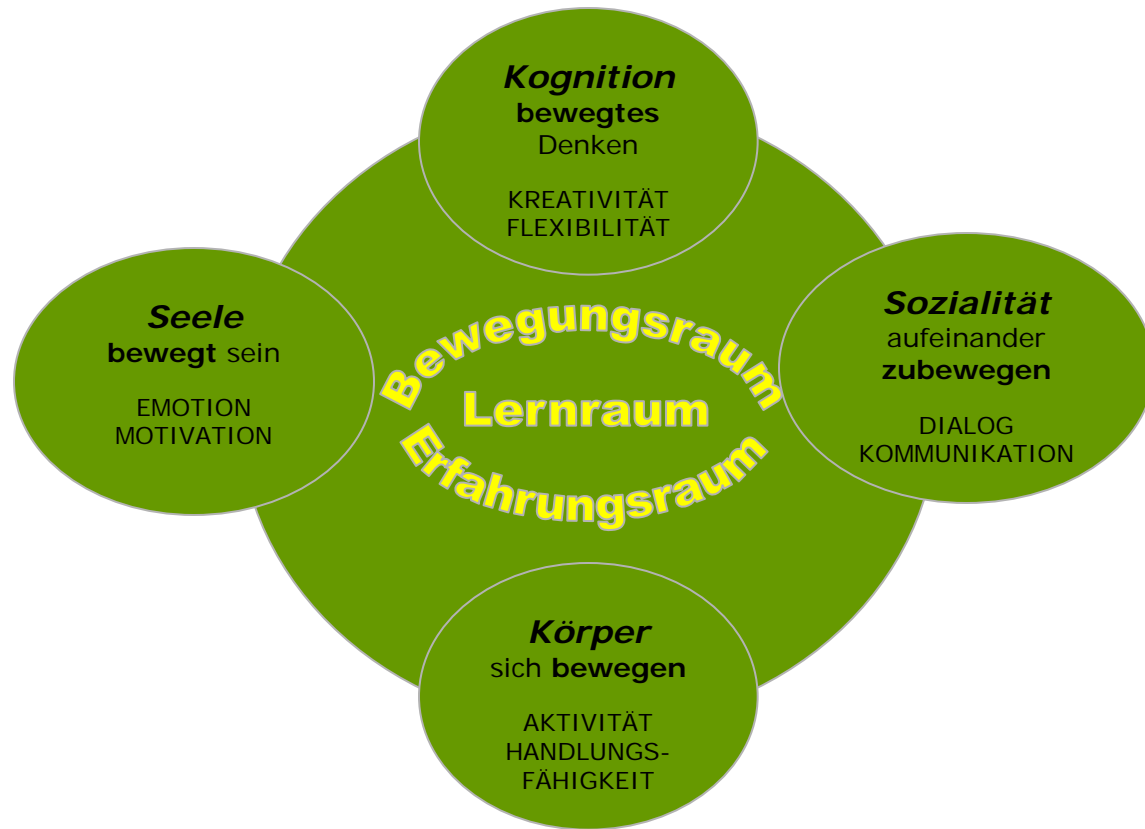 Kognition
bewegtes
Denken
KREATIVITÄT
FLEXIBILITÄT
Seele
bewegt sein
EMOTION
MOTIVATION
Bewegungsraum
Lernraum
Erfahrungsraum
Sozialität
aufeinander
zubewegen
DIALOG
KOMMUNIKATION
Körper
sich bewegen
AKTIVITÄT
HANDLUNGS-
FÄHIGKEIT